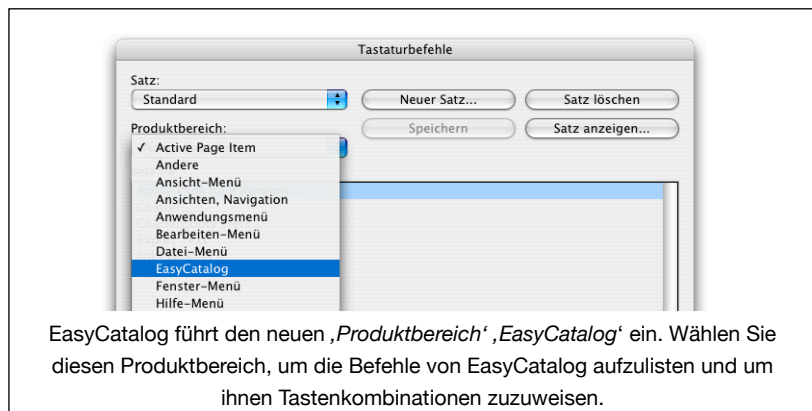 Tastaturbefehle
Satz:
Standard
Neuer Satz...
Satz löschen
Produktbereich:
Speichern
Satz anzeigen...
✓ Active Page Item
Andere
Ansicht-Menü
Ansichten, Navigation
Anwendungsmenü
Bearbeiten-Menü
Datei-Menü
EasyCatalog
Fenster-Menü
Hilfe-Menü
EasyCatalog führt den neuen ‚Produktbereich‘ ‚EasyCatalog‘ ein. Wählen Sie
diesen Produktbereich, um die Befehle von EasyCatalog aufzulisten und um
ihnen Tastenkombinationen zuzuweisen.